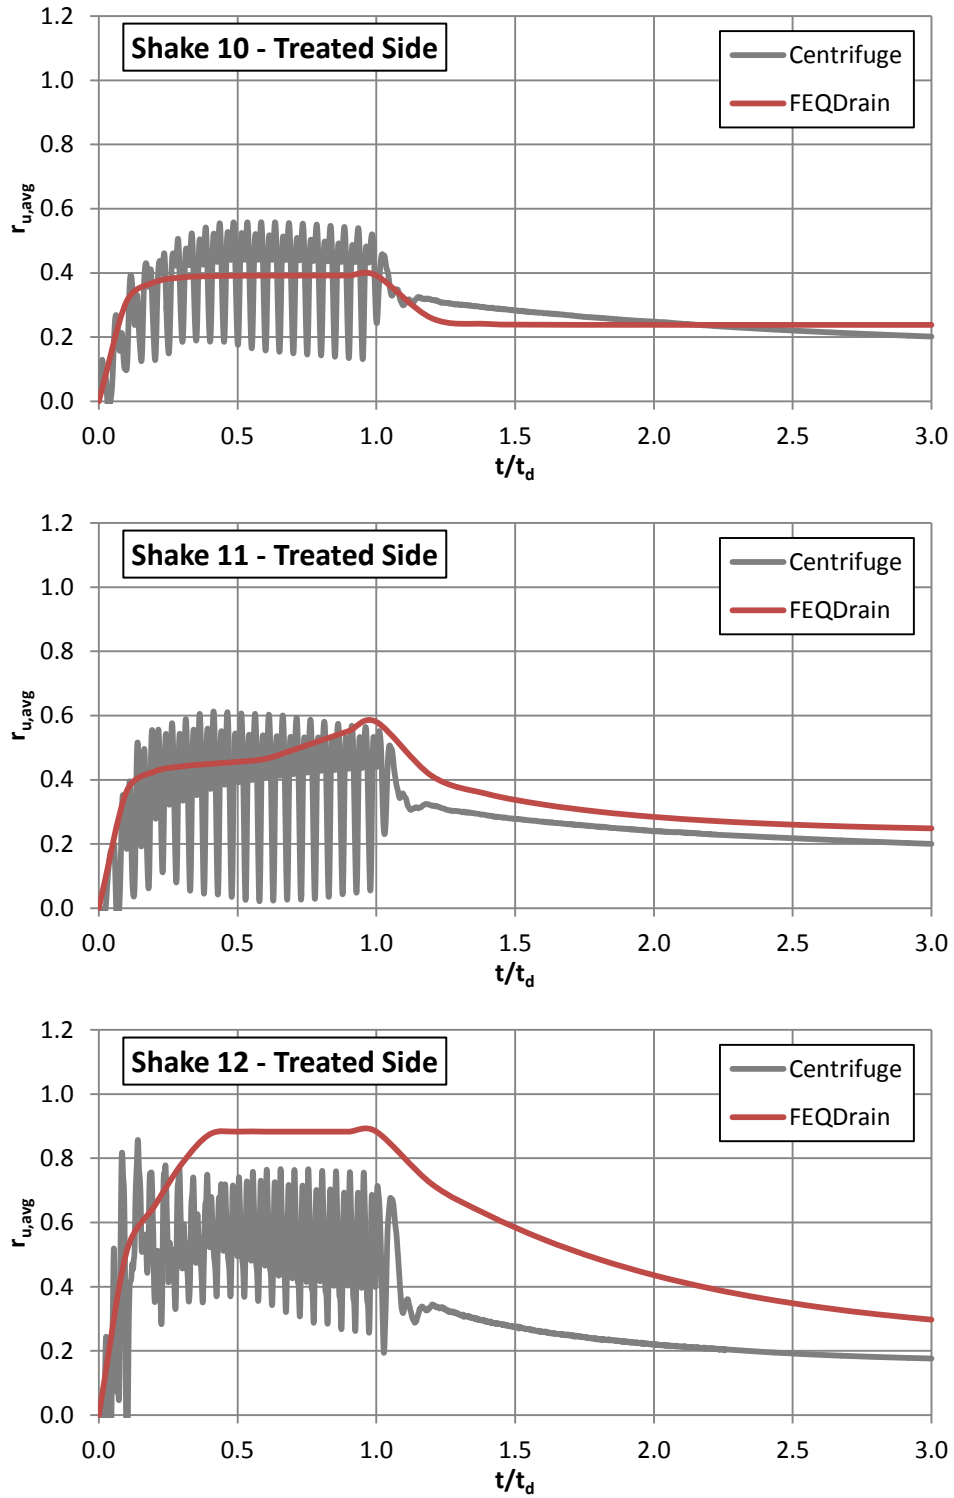 1.2
Shake 10 - Treated Side
Centrifuge
1.0
FEQDrain
0.8
0.6
r_u,avg
0.4
0.2
0.0
0.0 0.5 1.0 1.5 2.0 2.5 3.0
t/t_d
1.2
Shake 11 - Treated Side
Centrifuge
1.0
FEQDrain
0.8
0.6
r_u,avg
0.4
0.2
0.0
0.0 0.5 1.0 1.5 2.0 2.5 3.0
t/t_d
1.2
Shake 12 - Treated Side
Centrifuge
1.0
FEQDrain
0.8
0.6
r_u,avg
0.4
0.2
0.0
0.0 0.5 1.0 1.5 2.0 2.5 3.0
t/t_d